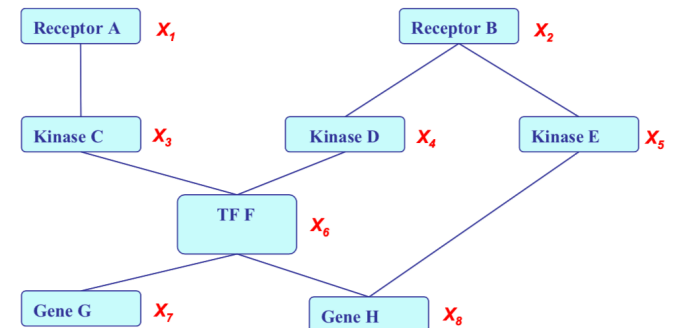 Receptor A X1 Receptor B X2
Kinase C X3 Kinase D X4 Kinase E X5
TF F X6
Gene G X7 Gene H X8